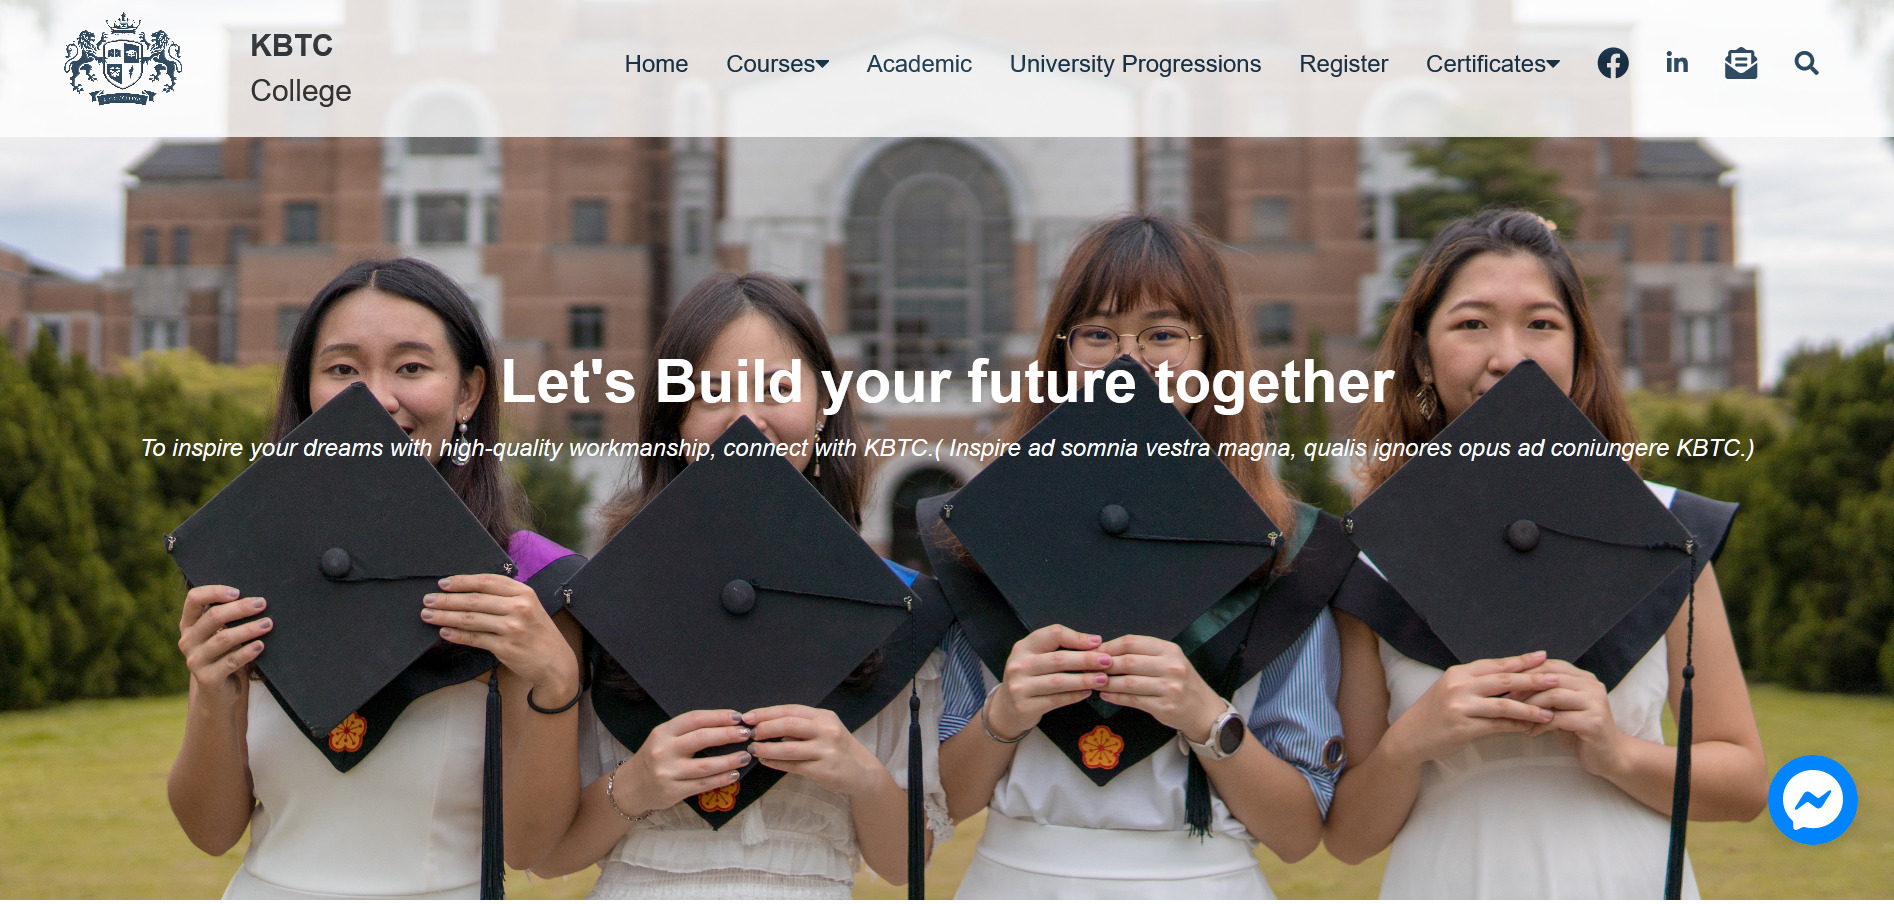 KBTC
College
Home Courses Academic University Progressions Register Certificates
Let's Build your future together
To inspire your dreams with high-quality workmanship, connect with KBTC.( Inspire ad somnia vestra magna, qualis ignores opus ad coniungere KBTC.)